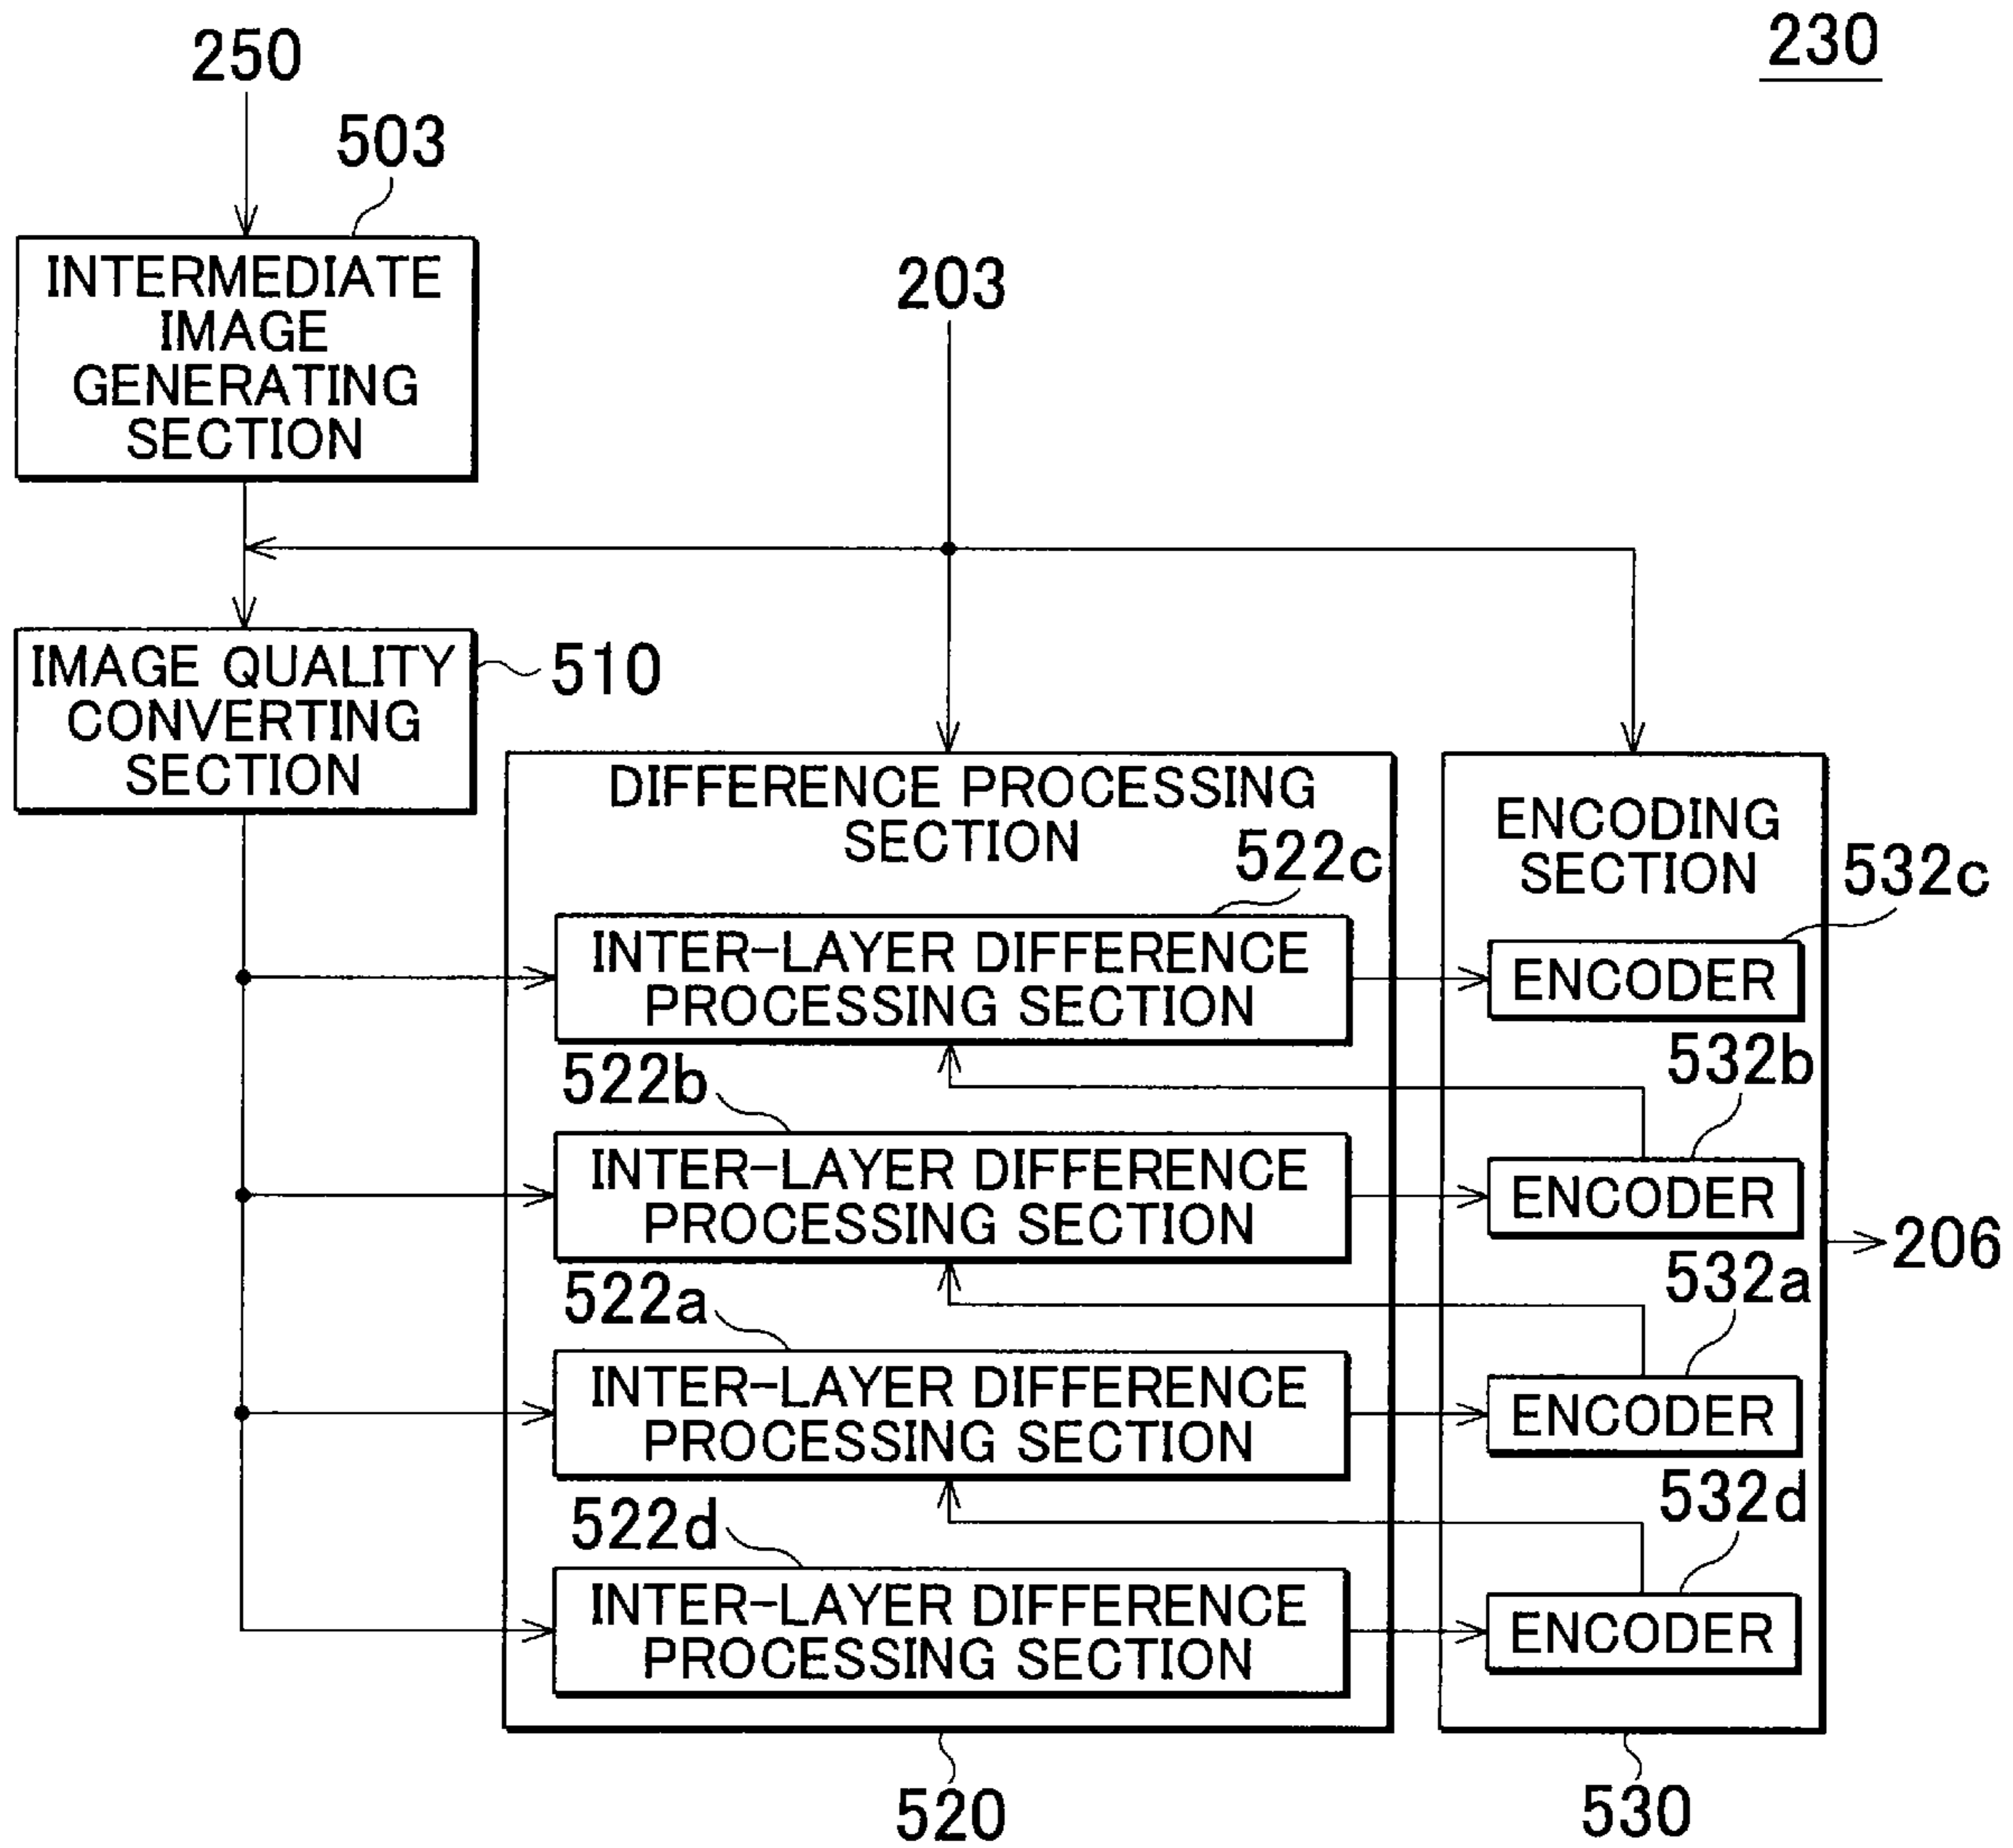 230
250
503
INTERMEDIATE
IMAGE
GENERATING
SECTION
203
IMAGE QUALITY
CONVERTING
SECTION
510
DIFFERENCE PROCESSING
SECTION
ENCODING
SECTION
522c
532c
INTER-LAYER DIFFERENCE
PROCESSING SECTION
ENCODER
522b
532b
INTER-LAYER DIFFERENCE
PROCESSING SECTION
ENCODER
206
522a
532a
INTER-LAYER DIFFERENCE
PROCESSING SECTION
ENCODER
522d
532d
INTER-LAYER DIFFERENCE
PROCESSING SECTION
ENCODER
520
530